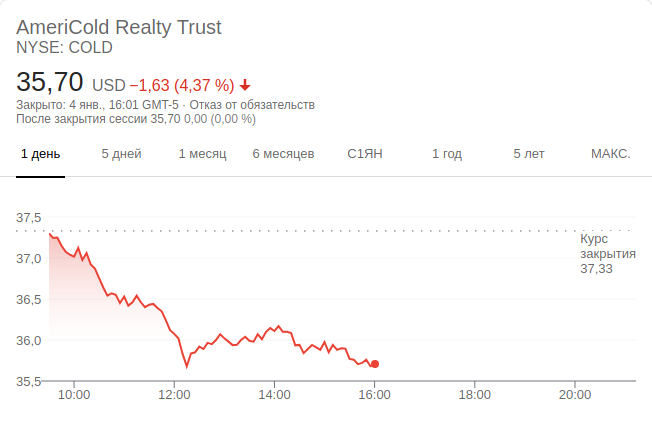 AmeriCold Realty Trust
NYSE: COLD
35,70 USD −1,63 (4,37 %)
Закрыто: 4 янв., 16:01 GMT-5 · Отказ от обязательств
После закрытия сессии 35,70 0,00 (0,00 %)
1 день 5 дней 1 месяц 6 месяцев С1ЯН 1 год 5 лет МАКС.
37,5
Курс
закрытия
37,33
37,0
36,5
36,0
35,5
10:00 12:00 14:00 16:00 18:00 20:00